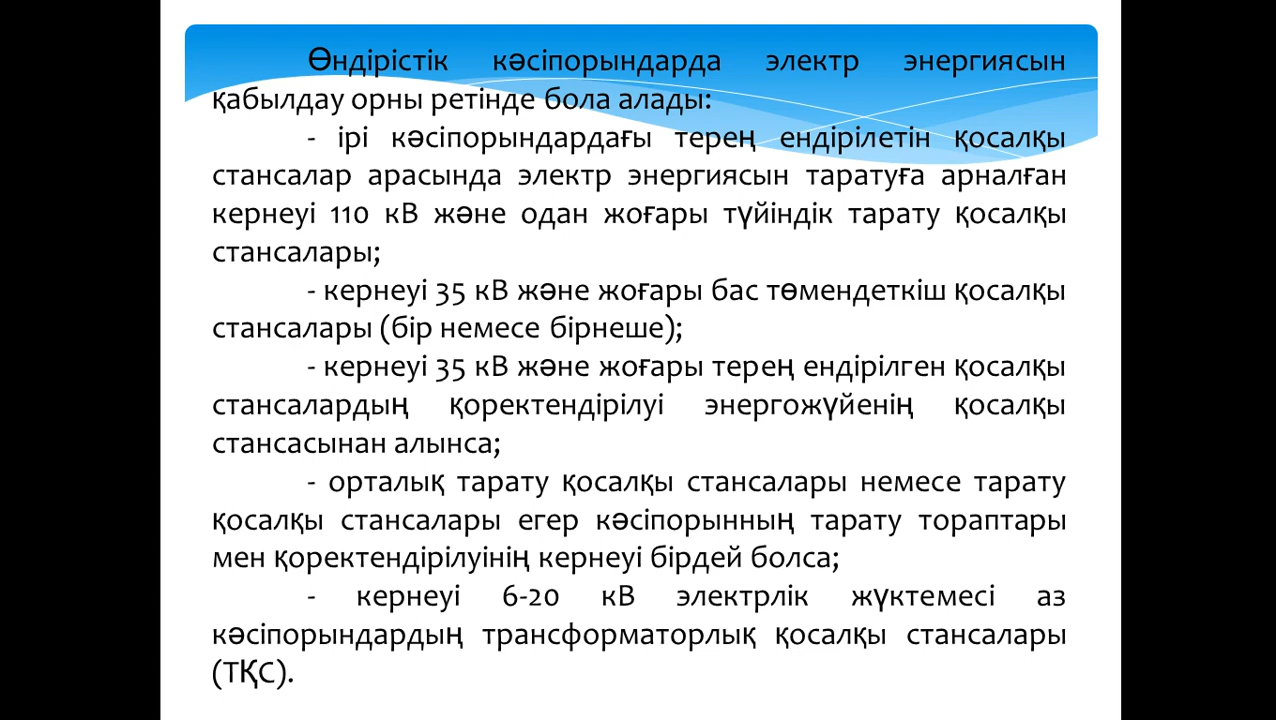 Өндірістік кәсіпорындарда электр энергиясын
қабылдау орны ретінде бола алады:
- ірі кәсіпорындардағы терең ендірілетін қосалқы
стансалар арасында электр энергиясын таратуға арналған
кернеуі 110 кВ және одан жоғары түйіндік тарату қосалқы
стансалары;
- кернеуі 35 кВ және жоғары бас төмендеткіш қосалқы
стансалары (бір немесе бірнеше);
- кернеуі 35 кВ және жоғары терең ендірілген қосалқы
стансалардың қоректендірілуі энергожүйенің қосалқы
стансасынан алынса;
- орталық тарату қосалқы стансалары немесе тарату
қосалқы стансалары егер кәсіпорынның тарату тораптары
мен қоректендірілуінің кернеуі бірдей болса;
- кернеуі 6-20 кВ электрлік жүктемесі аз
кәсіпорындардың трансформаторлық қосалқы стансалары
(ТҚС).